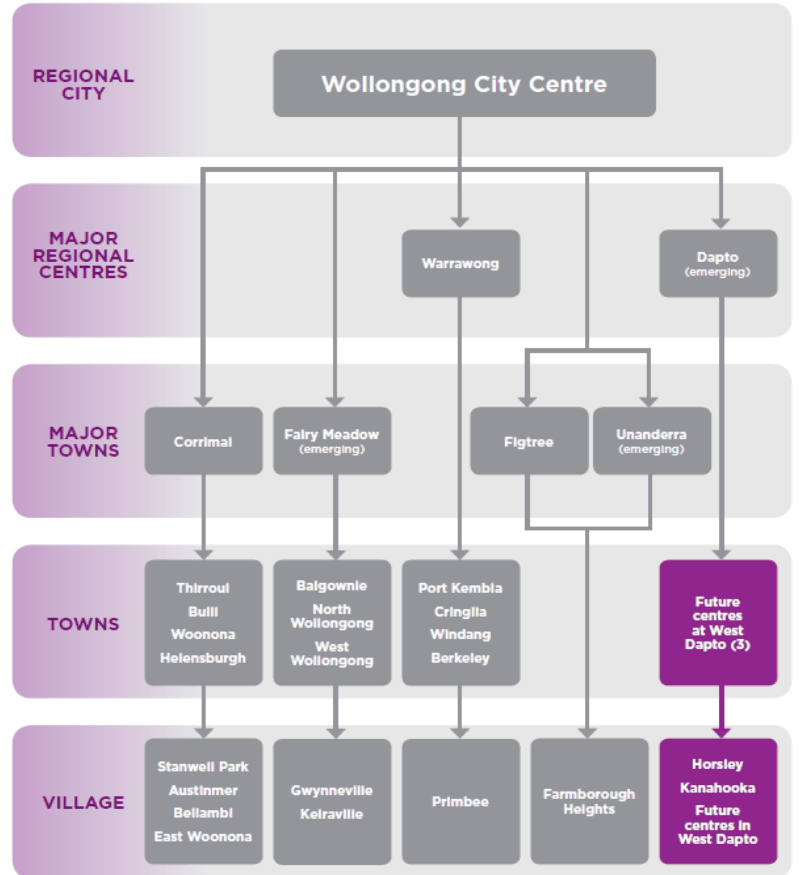 REGIONAL
CITY
Wollongong City Centre
MAJOR
REGIONAL
CENTRES
Warrawong
Dapto
(emerging)
MAJOR
TOWNS
Corrimal
Fairy Meadow
(emerging)
Figtree
Unanderra
(emerging)
TOWNS
Thirroul
Bulli
Woonona
Helensburgh
Balgownie
North
Wollongong
West
Wollongong
Port Kembla
Cringila
Windang
Berkeley
Future
centres
at West
Dapto (3)
VILLAGE
Stanwell Park
Austinmer
Bellambi
East Woonona
Gwynneville
Keiraville
Primbee
Farmborough
Heights
Horsley
Kanahooka
Future
centres in
West Dapto